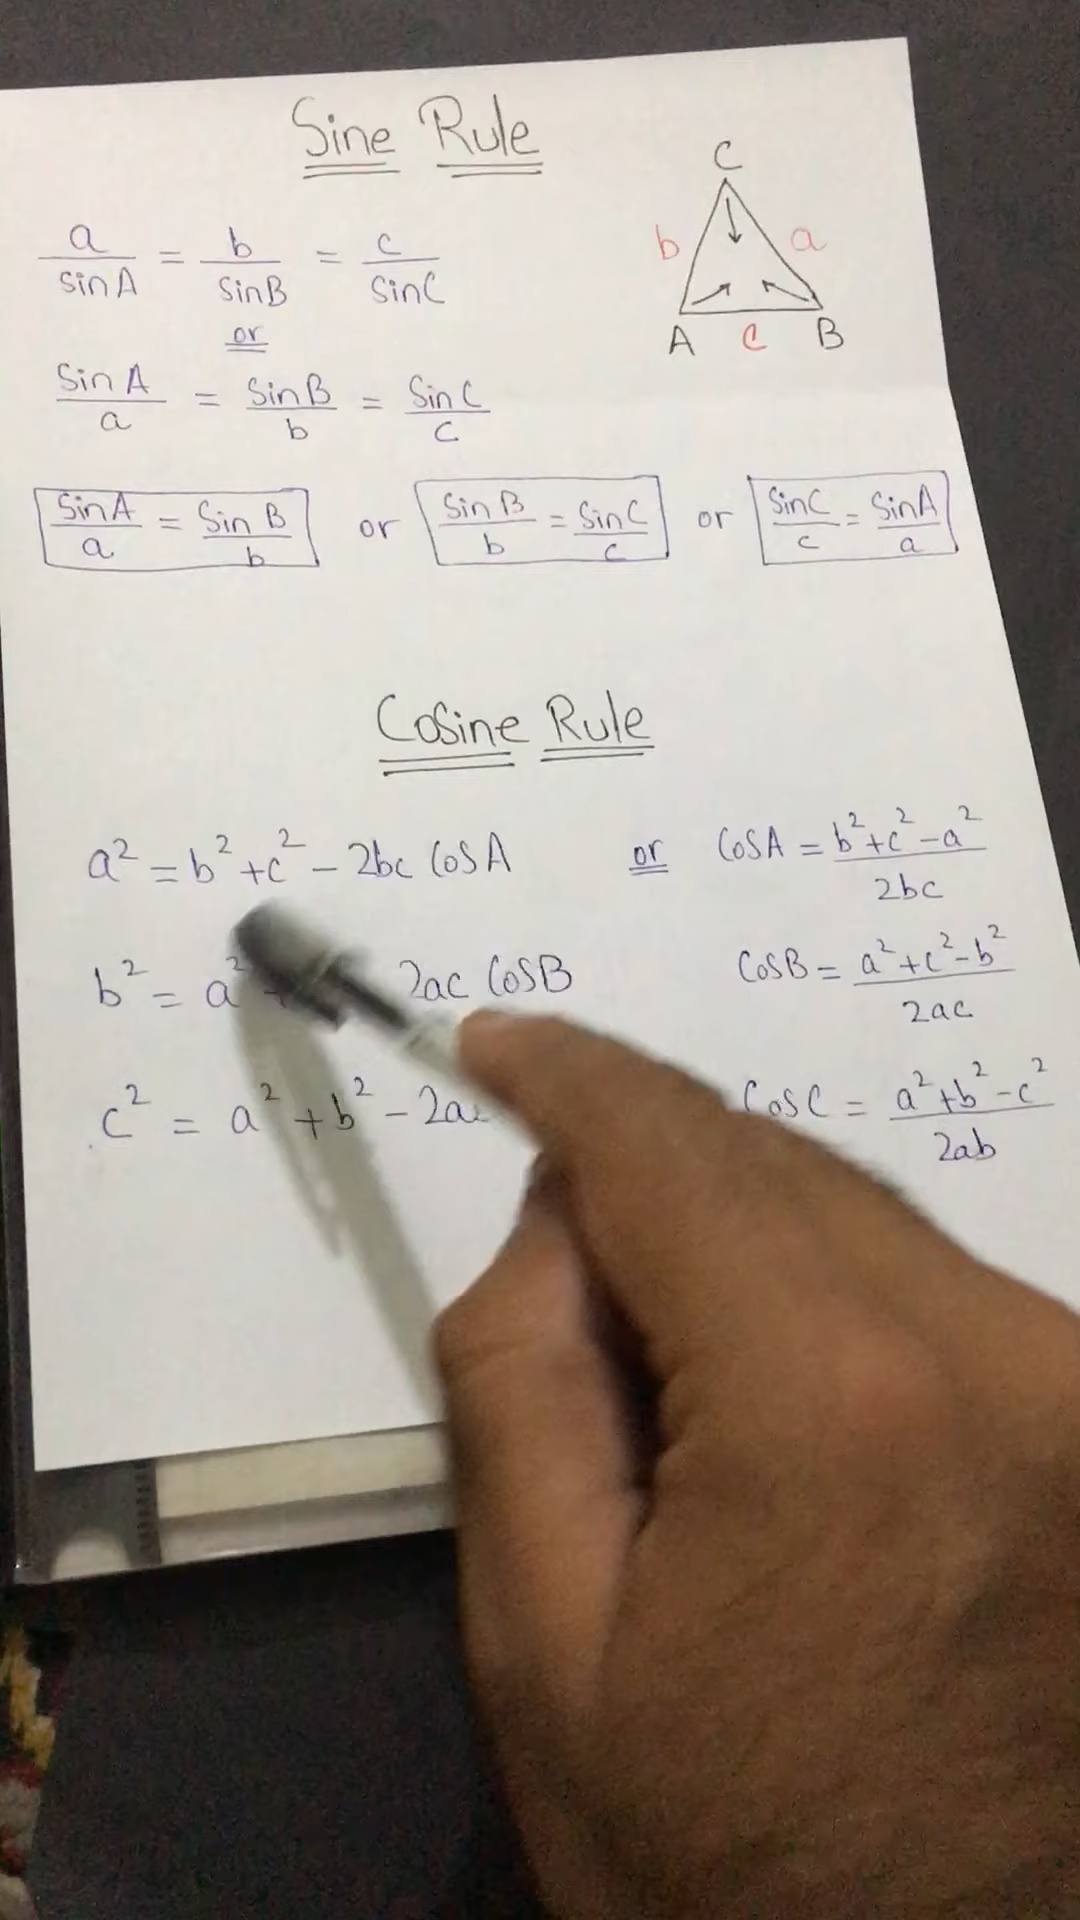 Sine Rule
C
b a
A c B
a/sinA = b/sinB = c/sinC
or
SinA/a = SinB/b = SinC/c
SinA/a = SinB/b or SinB/b = SinC/c or SinC/c = SinA/a
Cosine Rule
a² = b² + c² - 2bc CosA or CosA = b² + c² - a² / 2bc
b² = a² 2ac CosB CosB = a² + c² - b² / 2ac
c² = a² + b² - 2a CosC = a² + b² - c² / 2ab